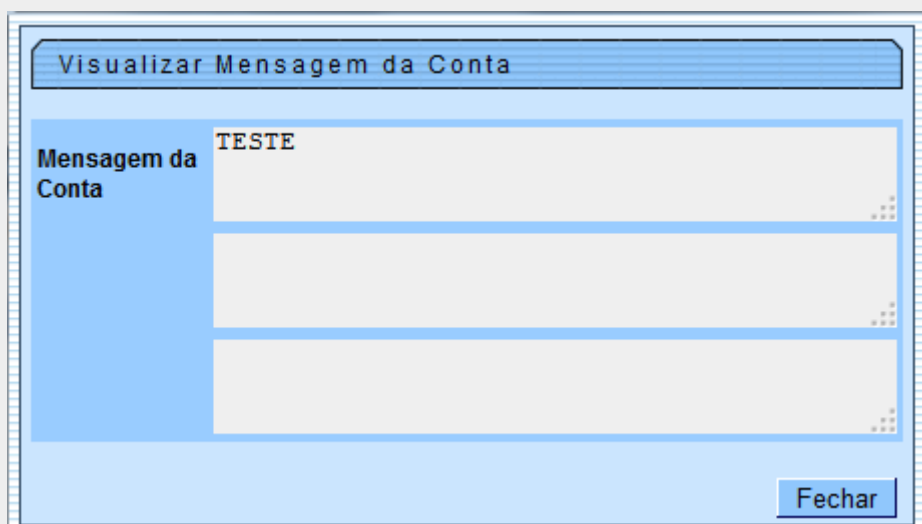 Visualizar Mensagem da Conta
Mensagem da
Conta
TESTE
Fechar